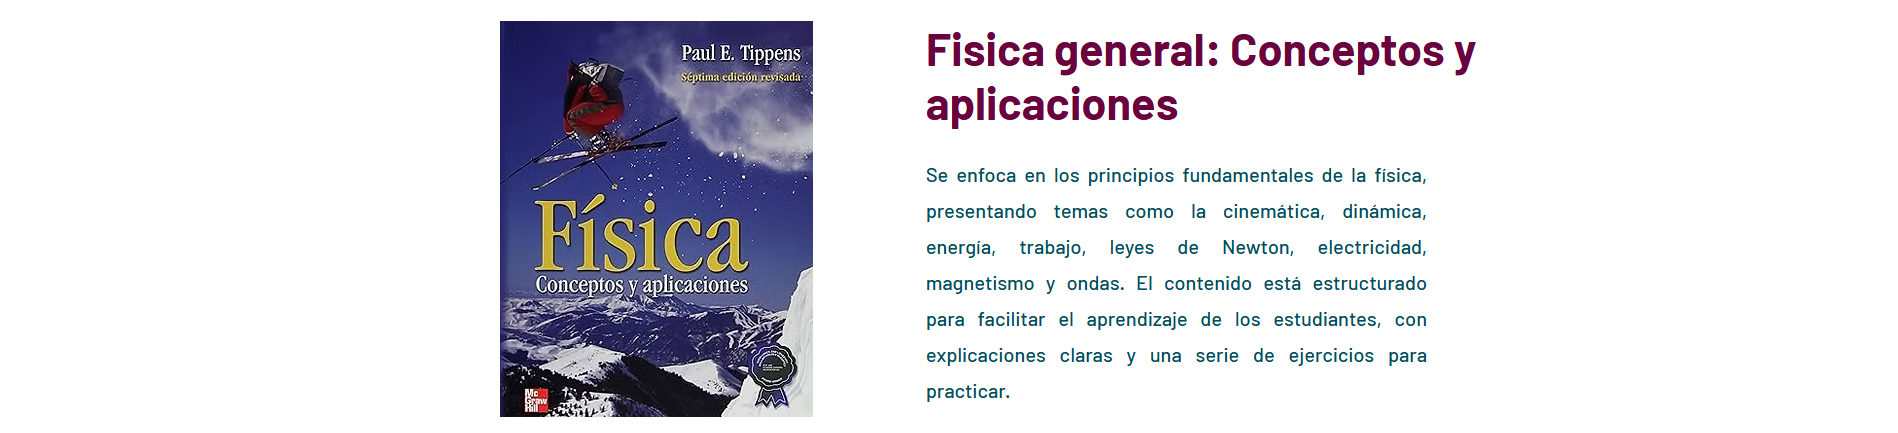 Paul E. Tippens
Séptima edición revisada
Física
Conceptos y aplicaciones
Mc
Graw
Hill
Fisica general: Conceptos y
aplicaciones
Se enfoca en los principios fundamentales de la física,
presentando temas como la cinemática, dinámica,
energía, trabajo, leyes de Newton, electricidad,
magnetismo y ondas. El contenido está estructurado
para facilitar el aprendizaje de los estudiantes, con
explicaciones claras y una serie de ejercicios para
practicar.